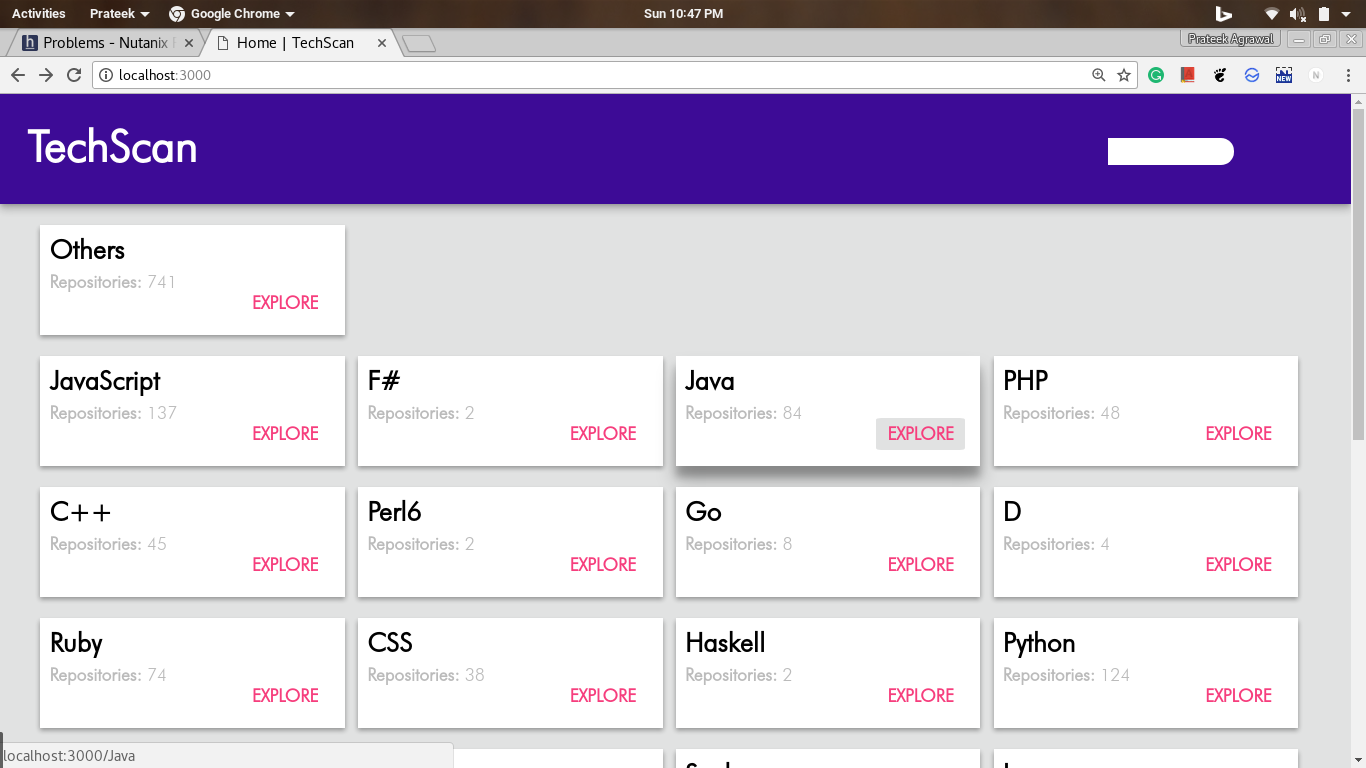 Activities Prateek Google Chrome Sun 10:47 PM
Problems - Nutanix Home | TechScan Prateek Agrawal
localhost:3000 NEW N
TechScan
Others
Repositories: 741
EXPLORE
JavaScript F# Java PHP
Repositories: 137 Repositories: 2 Repositories: 84 Repositories: 48
EXPLORE EXPLORE EXPLORE EXPLORE
C++ Perl6 Go D
Repositories: 45 Repositories: 2 Repositories: 8 Repositories: 4
EXPLORE EXPLORE EXPLORE EXPLORE
Ruby CSS Haskell Python
Repositories: 74 Repositories: 38 Repositories: 2 Repositories: 124
EXPLORE EXPLORE EXPLORE EXPLORE
localhost:3000/Java